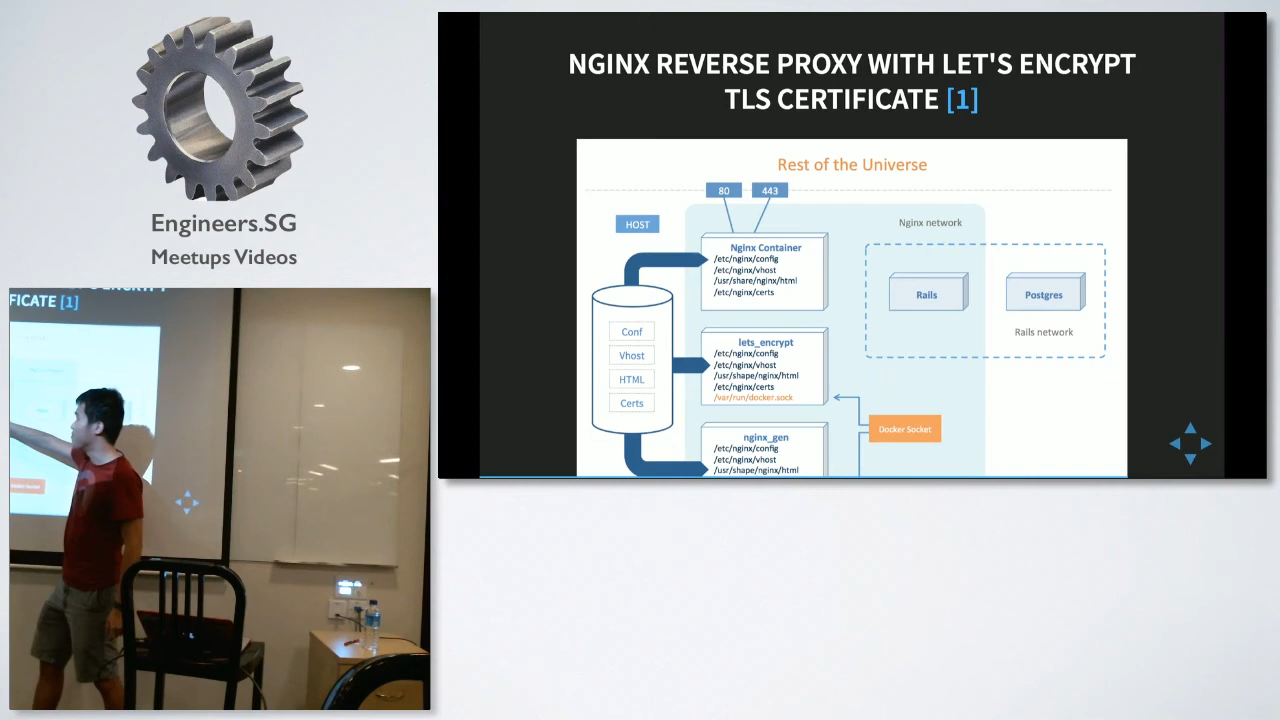 Engineers.SG
Meetups Videos
NGINX REVERSE PROXY WITH LET'S ENCRYPT
TLS CERTIFICATE [1]
Rest of the Universe
80
443
HOST
Nginx network
Nginx Container
/etc/nginx/config
/etc/nginx/vhost
/usr/share/nginx/html
/etc/nginx/certs
Rails
Postgres
Rails network
Conf
Vhost
HTML
Certs
lets_encrypt
/etc/nginx/config
/etc/nginx/vhost
/usr/shape/nginx/html
/etc/nginx/certs
/var/run/docker.sock
Docker Socket
nginx_gen
/etc/nginx/config
/etc/nginx/vhost
/usr/shape/nginx/html
FICATE [1]